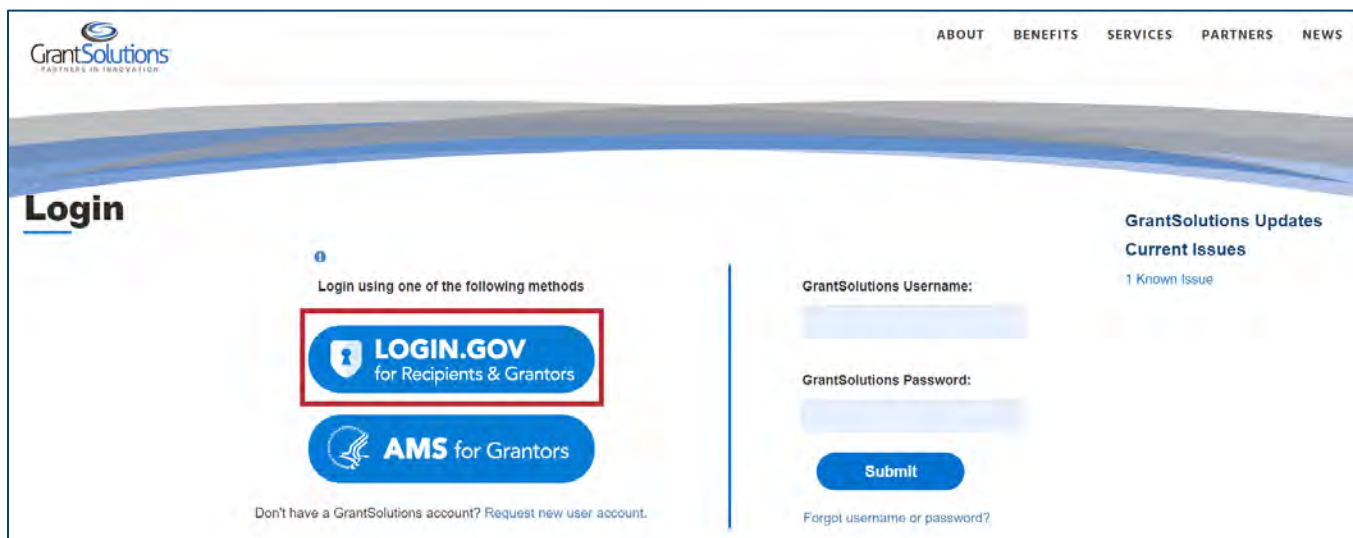 GrantSolutions
PARTNERS IN INNOVATION
ABOUT BENEFITS SERVICES PARTNERS NEWS
Login
Login using one of the following methods
LOGIN.GOV
for Recipients & Grantors
AMS for Grantors
Don't have a GrantSolutions account? Request new user account.
GrantSolutions Username:
GrantSolutions Password:
Submit
Forgot username or password?
GrantSolutions Updates
Current Issues
1 Known Issue